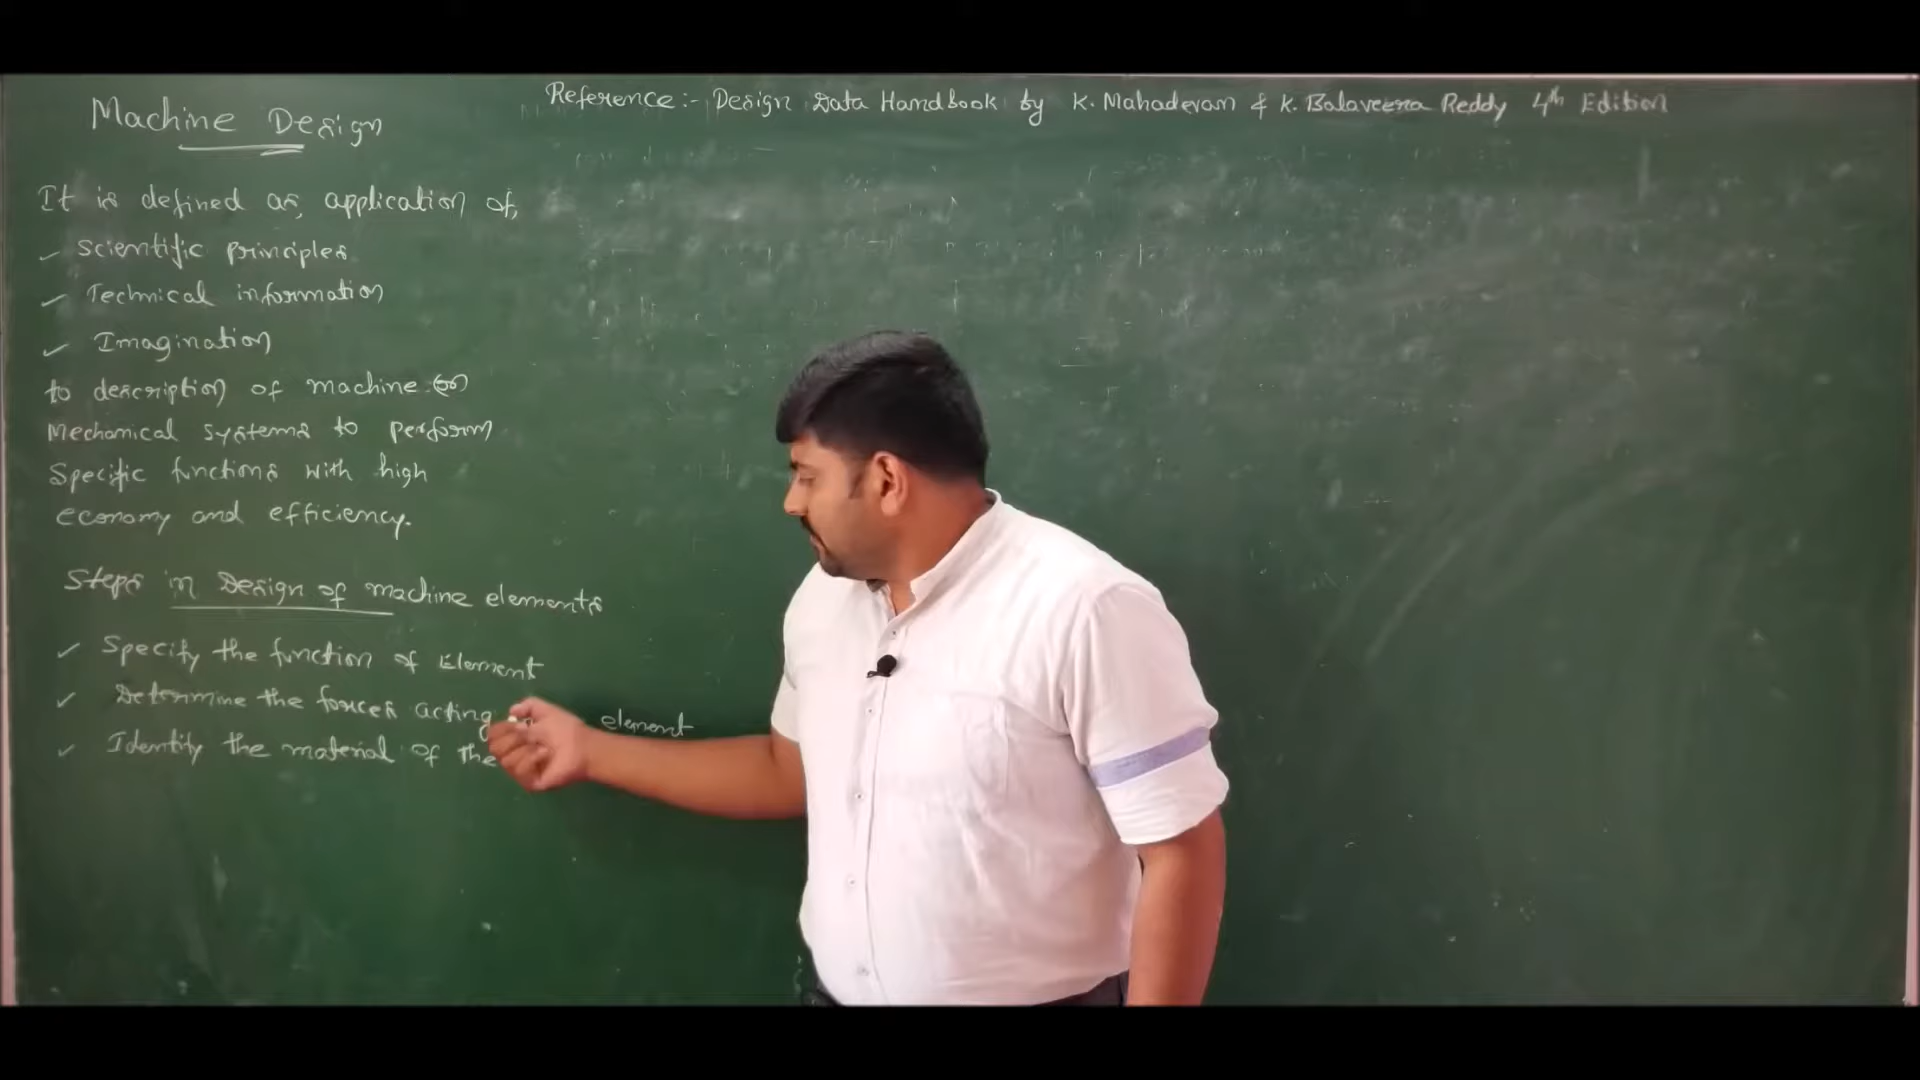 Machine Design
Reference:- Design Data Handbook by K. Mahadevan & K. Balaveera Reddy 4th Edition
It is defined as, application of,
✓ Scientific principles
✓ Technical information
✓ Imagination
to description of machine (or)
Mechanical systems to perform
Specific functions with high
economy and efficiency.
Steps in Design of machine elements
✓ Specify the function of Element
✓ Determine the forces acting element
✓ Identify the material of the